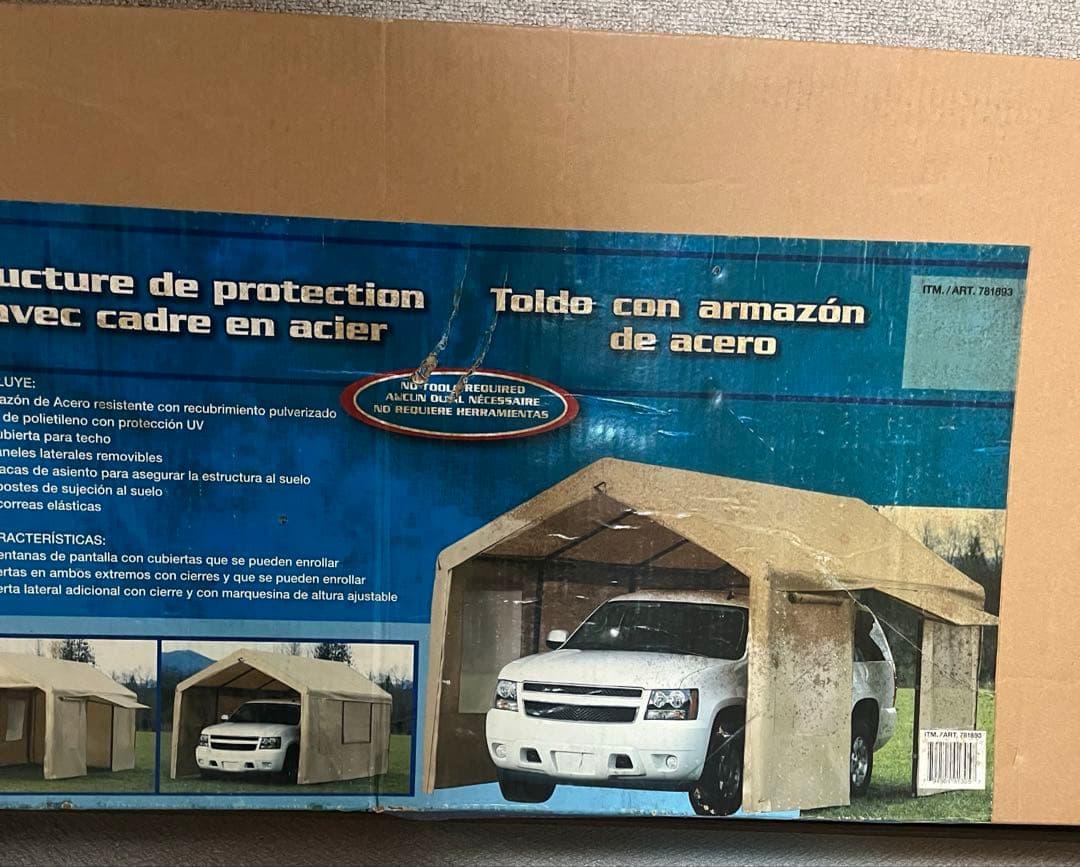 ucture de protection
avec cadre en acier
Toldo con armazón
de acero
ITM. / ART. 781893
NO TOOLS REQUIRED
AUCUN OUTIL NÉCESSAIRE
NO REQUIERE HERRAMIENTAS
LUYE:
azón de Acero resistente con recubrimiento pulverizado
de polietileno con protección UV
ubierta para techo
aneles laterales removibles
acas de asiento para asegurar la estructura al suelo
postes de sujeción al suelo
correas elásticas
RACTERÍSTICAS:
entanas de pantalla con cubiertas que se pueden enrollar
ertas en ambos extremos con cierres y que se pueden enrollar
erta lateral adicional con cierre y con marquesina de altura ajustable
ITM. / ART. 781893